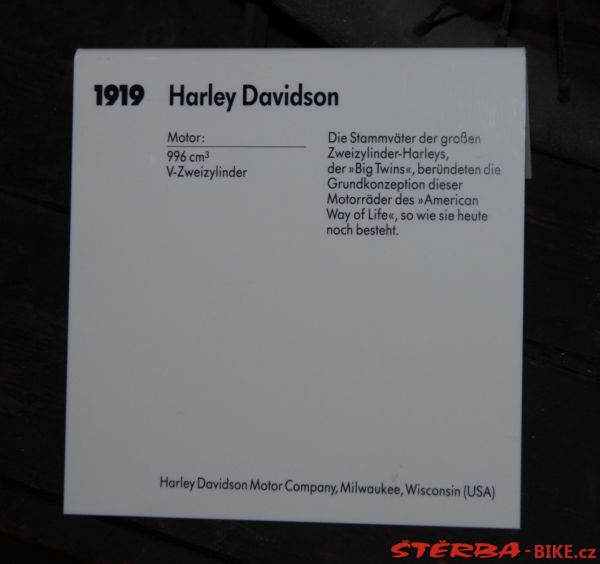 1919 Harley Davidson
Motor:
996 cm³
V-Zweizylinder
Die Stammväter der großen
Zweizylinder-Harleys,
der »Big Twins«, beründeten die
Grundkonzeption dieser
Motorräder des »American
Way of Life«, so wie sie heute
noch besteht.
Harley Davidson Motor Company, Milwaukee, Wisconsin (USA)
ŠTĚRBA-BIKE.cz